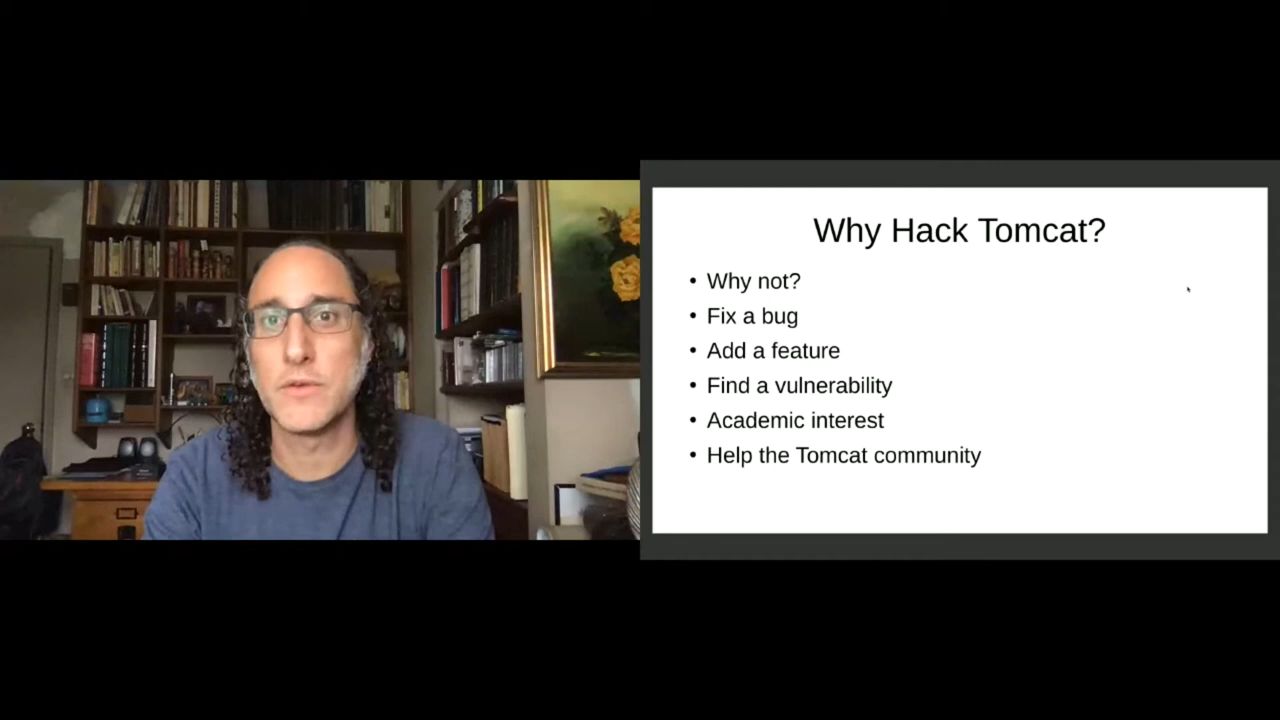 Why Hack Tomcat?
• Why not?
• Fix a bug
• Add a feature
• Find a vulnerability
• Academic interest
• Help the Tomcat community